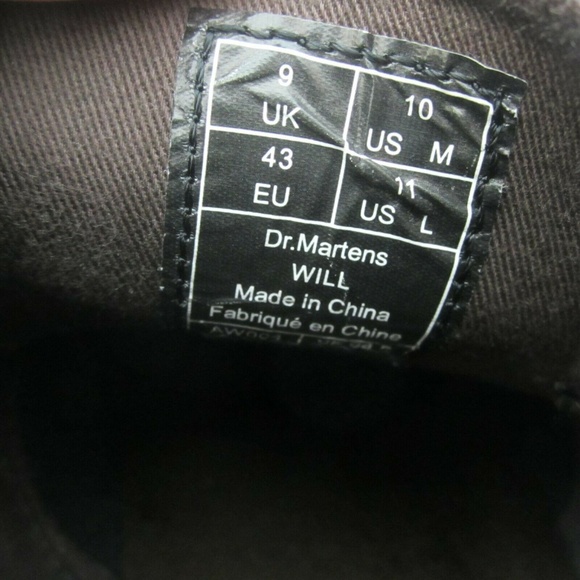 9
UK
10
US M
43
EU
11
US L
Dr.Martens
WILL
Made in China
Fabriqué en Chine